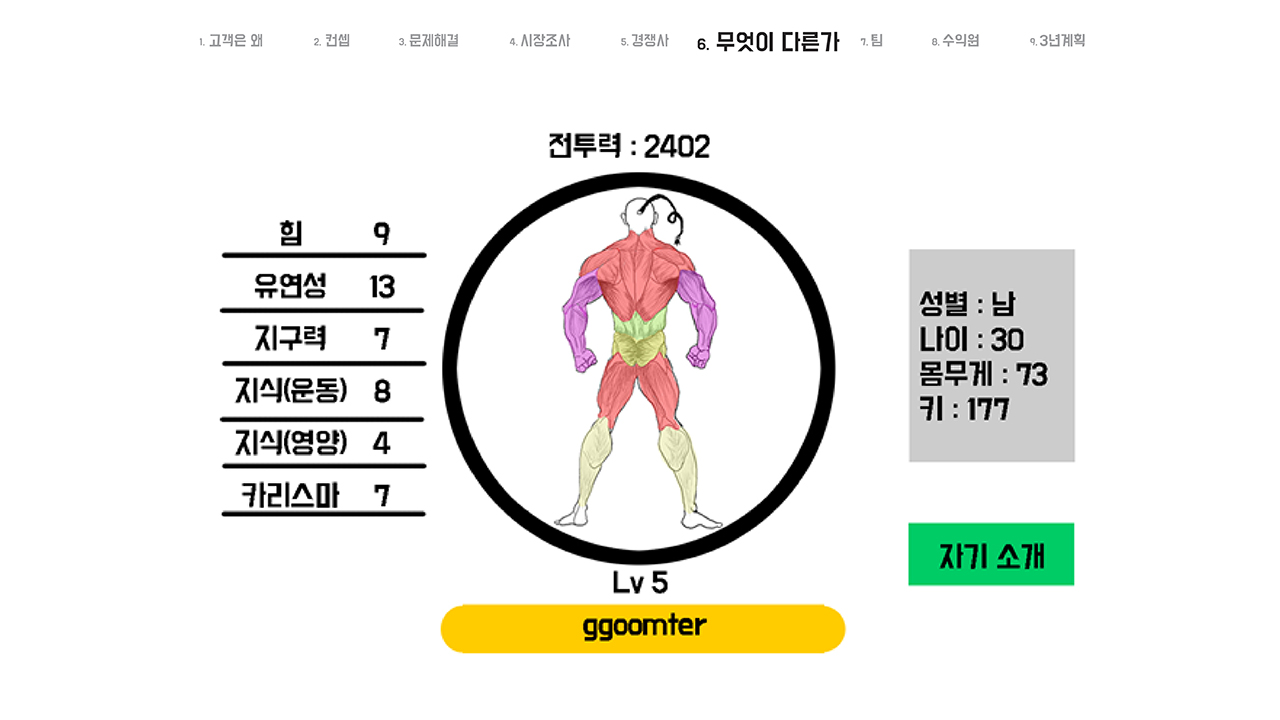 1. 고객은 왜 2. 컨셉 3. 문제해결 4. 시장조사 5. 경쟁사 6. 무엇이 다른가 7. 팀 8. 수익원 9. 3년계획
전투력 : 2402
힘 9
유연성 13
지구력 7
지식(운동) 8
지식(영양) 4
카리스마 7
성별 : 남
나이 : 30
몸무게 : 73
키 : 177
자기 소개
Lv 5
ggoomter